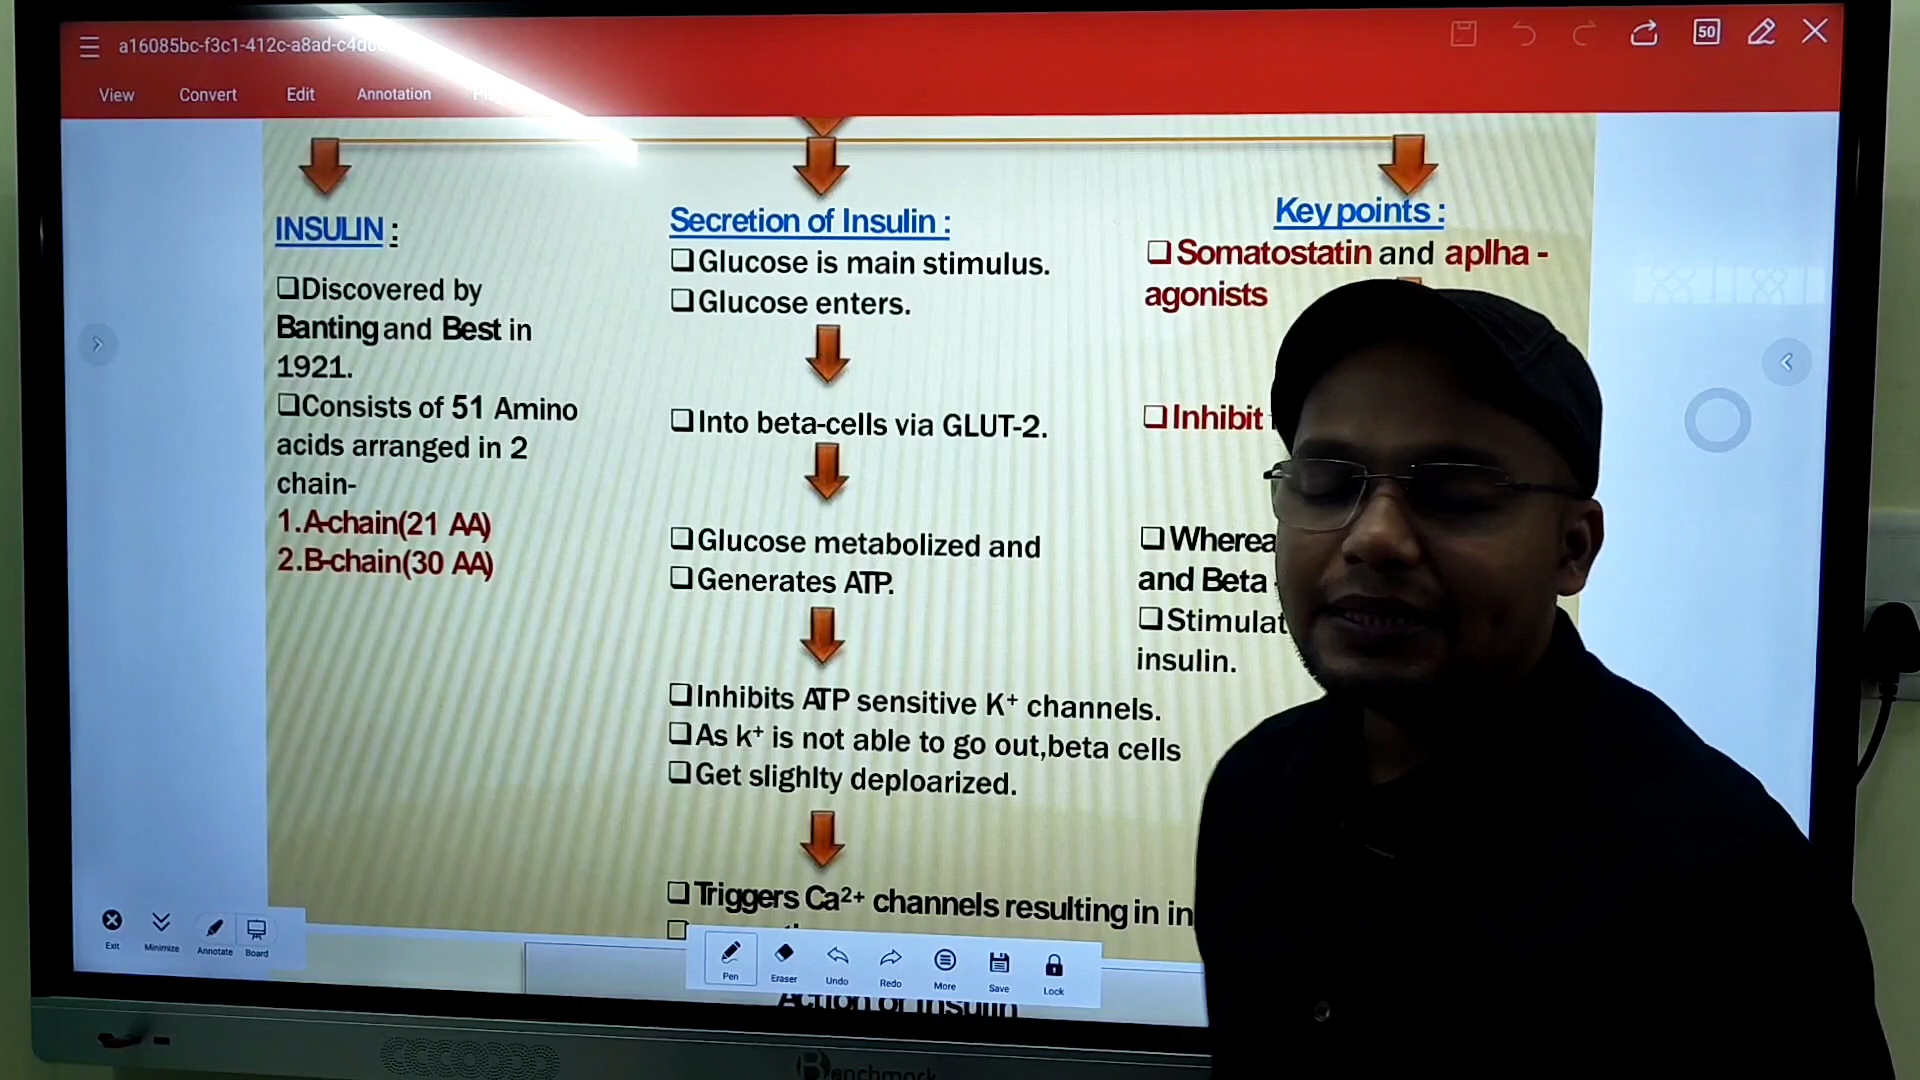 a16085bc-f3c1-412c-a8ad-c4dc
50
View Convert Edit Annotation
INSULIN :
❑Discovered by
Banting and Best in
1921.
❑Consists of 51 Amino
acids arranged in 2
chain-
1.A-chain(21 AA)
2.B-chain(30 AA)
Secretion of Insulin :
❑Glucose is main stimulus.
❑Glucose enters.
❑Into beta-cells via GLUT-2.
❑Glucose metabolized and
❑Generates ATP.
❑Inhibits ATP sensitive K⁺ channels.
❑As k⁺ is not able to go out,beta cells
❑Get slighlty deploarized.
❑Triggers Ca²⁺ channels resulting in in
Key points :
❑Somatostatin and aplha -
agonists
❑Inhibit
❑Wherea
and Beta
❑Stimulat
insulin.
Exit Minimize Annotate Board
Pen Eraser Undo Redo More Save Lock
Action of Insulin
Benchmark